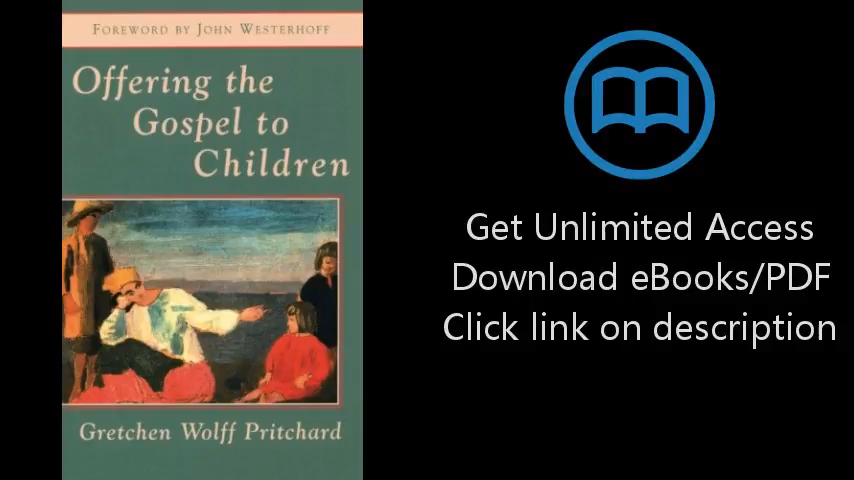 FOREWORD BY JOHN WESTERHOFF
Offering the
Gospel to
Children
Gretchen Wolff Pritchard
Get Unlimited Access
Download eBooks/PDF
Click link on description